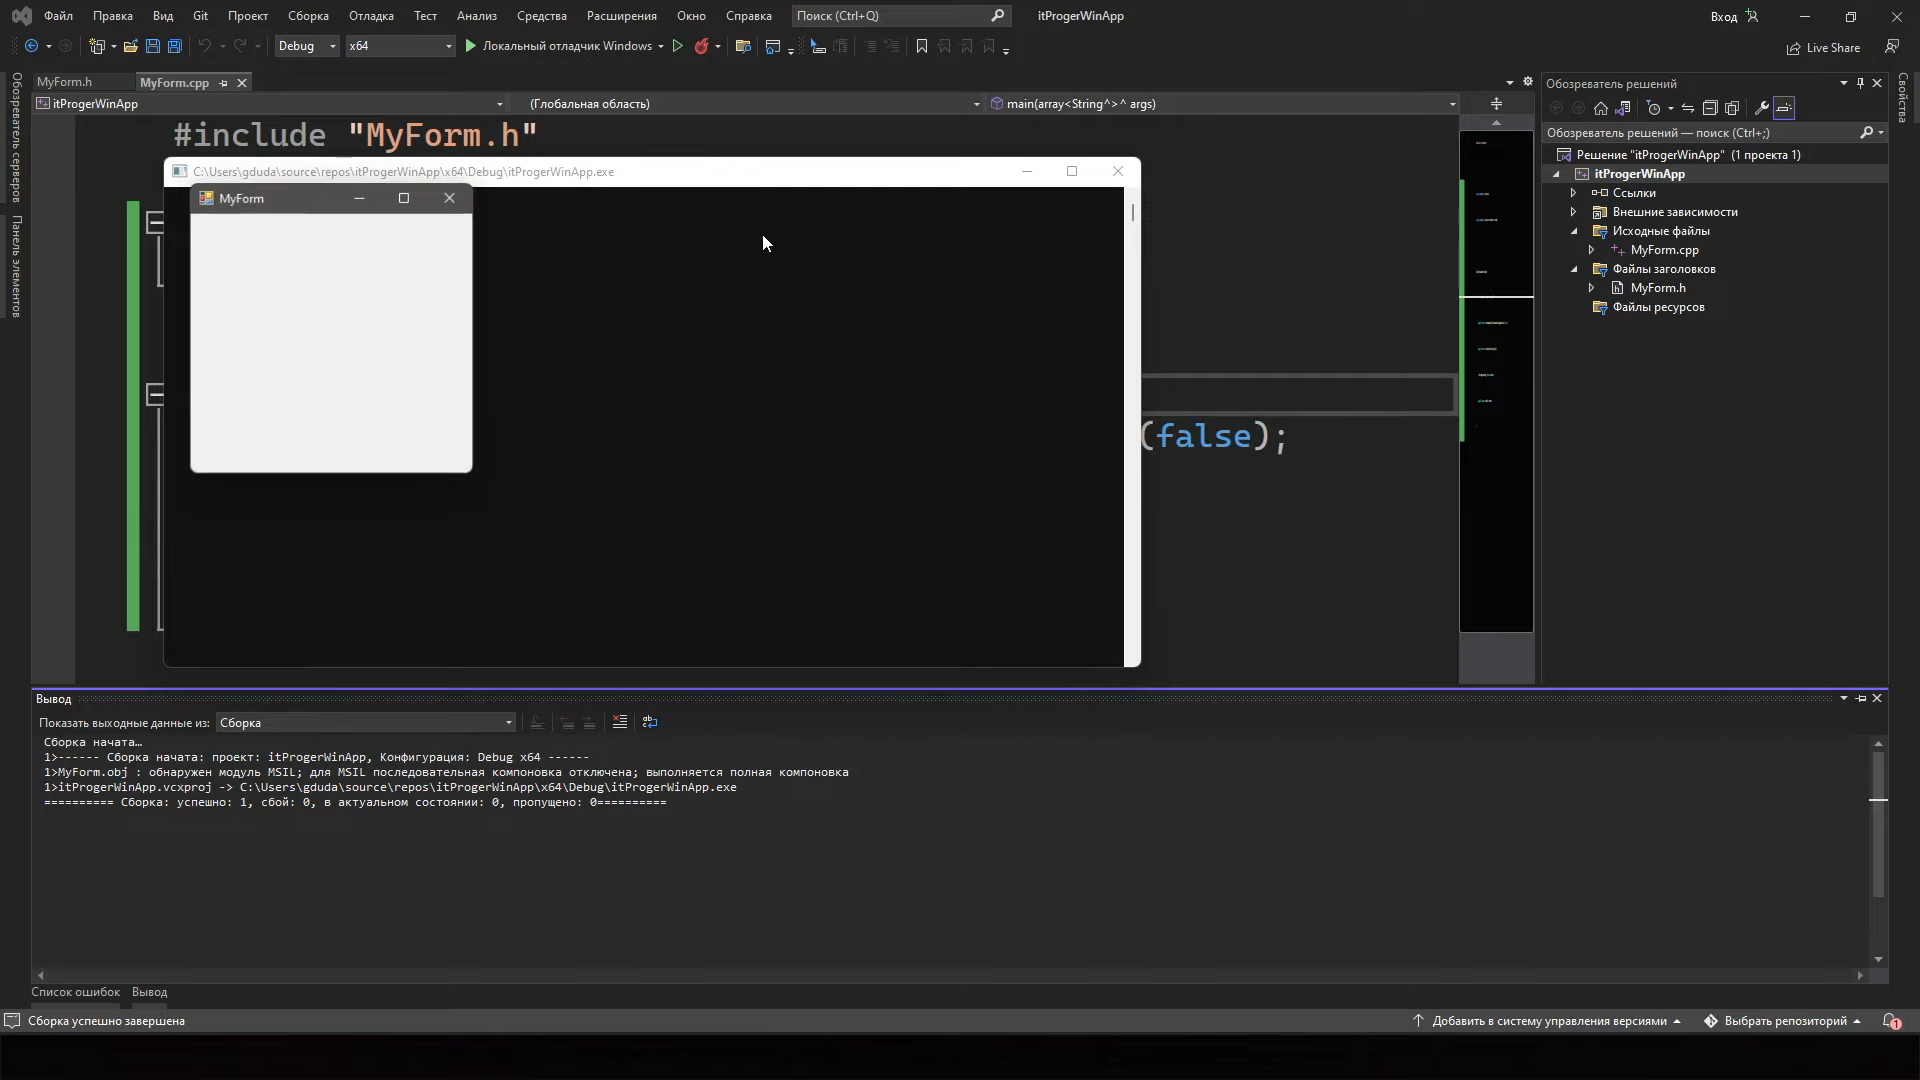 Файл Правка Вид Git Проект Сборка Отладка Тест Анализ Средства Расширения Окно Справка Поиск (Ctrl+Q) itProgerWinApp Вход
Debug x64 Локальный отладчик Windows Live Share
MyForm.h MyForm.cpp
itProgerWinApp (Глобальная область) main(array<String^>^ args)
#include "MyForm.h"
C:\Users\gduda\source\repos\itProgerWinApp\x64\Debug\itProgerWinApp.exe
MyForm
(false);
Обозреватель серверов
Панель элементов
Обозреватель решений
Обозреватель решений — поиск (Ctrl+;)
Решение "itProgerWinApp" (1 проекта 1)
itProgerWinApp
Ссылки
Внешние зависимости
Исходные файлы
MyForm.cpp
Файлы заголовков
MyForm.h
Файлы ресурсов
Свойства
Вывод
Показать выходные данные из: Сборка
Сборка начата…
1>------ Сборка начата: проект: itProgerWinApp, Конфигурация: Debug x64 ------
1>MyForm.obj : обнаружен модуль MSIL; для MSIL последовательная компоновка отключена; выполняется полная компоновка
1>itProgerWinApp.vcxproj -> C:\Users\gduda\source\repos\itProgerWinApp\x64\Debug\itProgerWinApp.exe
========== Сборка: успешно: 1, сбой: 0, в актуальном состоянии: 0, пропущено: 0==========
Список ошибок Вывод
Сборка успешно завершена Добавить в систему управления версиями Выбрать репозиторий 1